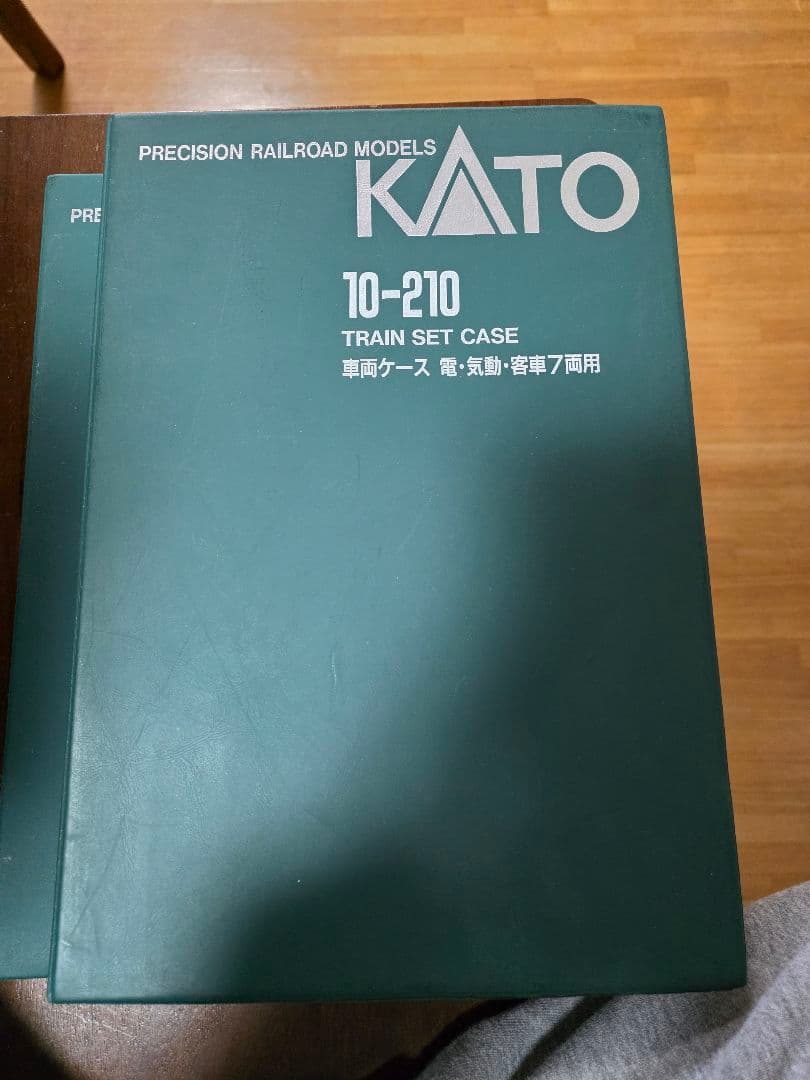 PRECISION RAILROAD MODELS
KATO
10-210
TRAIN SET CASE
車両ケース 電・気動・客車7両用
PRE